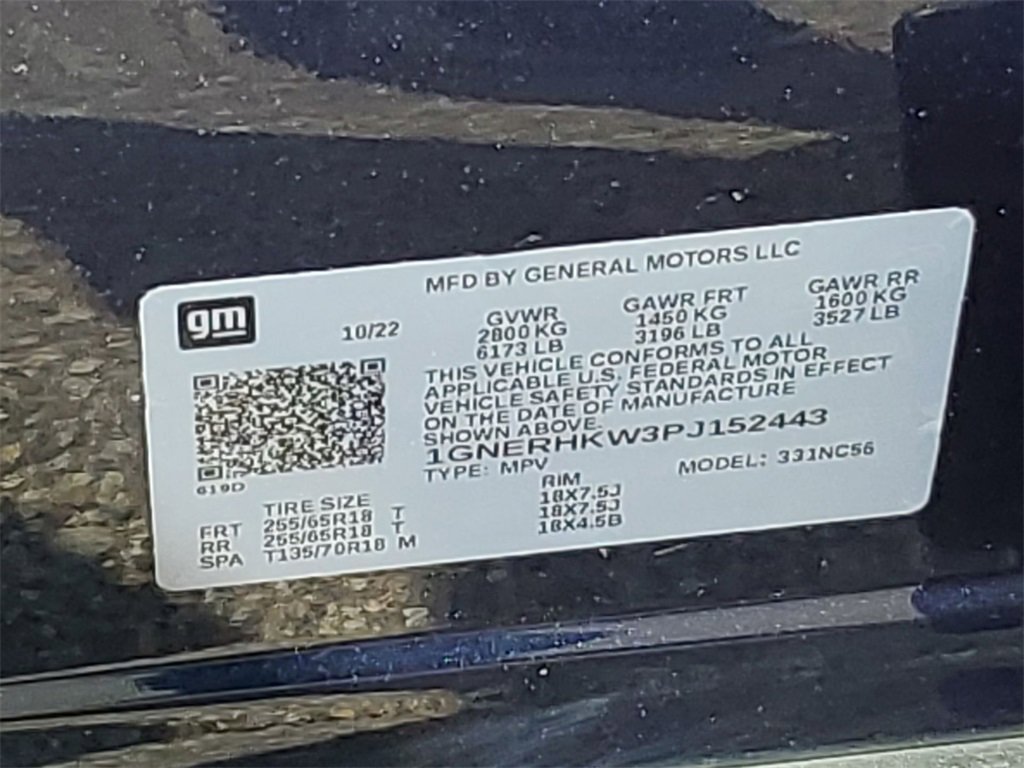 MFD BY GENERAL MOTORS LLC
gm
10/22
GVWR GAWR FRT GAWR RR
2800 KG 1450 KG 1600 KG
6173 LB 3196 LB 3527 LB
THIS VEHICLE CONFORMS TO ALL
APPLICABLE U.S. FEDERAL MOTOR
VEHICLE SAFETY STANDARDS IN EFFECT
ON THE DATE OF MANUFACTURE
SHOWN ABOVE.
1GNERHKW3PJ152443
TYPE: MPV MODEL: 331NC56
619D
TIRE SIZE RIM
FRT 255/65R18 T 18X7.5J
RR 255/65R18 T 18X7.5J
SPA T135/70R18 M 18X4.5B